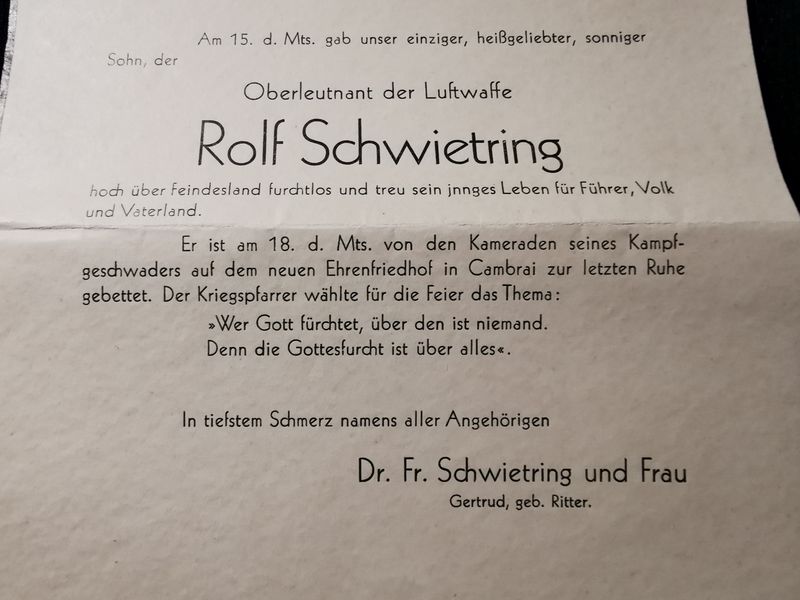 Am 15. d. Mts. gab unser einziger, heißgeliebter, sonniger
Sohn, der
Oberleutnant der Luftwaffe
Rolf Schwietring
hoch über Feindesland furchtlos und treu sein jnnges Leben für Führer, Volk
und Vaterland.
Er ist am 18. d. Mts. von den Kameraden seines Kampf-
geschwaders auf dem neuen Ehrenfriedhof in Cambrai zur letzten Ruhe
gebettet. Der Kriegspfarrer wählte für die Feier das Thema:
»Wer Gott fürchtet, über den ist niemand.
Denn die Gottesfurcht ist über alles«.
In tiefstem Schmerz namens aller Angehörigen
Dr. Fr. Schwietring und Frau
Gertrud, geb. Ritter.